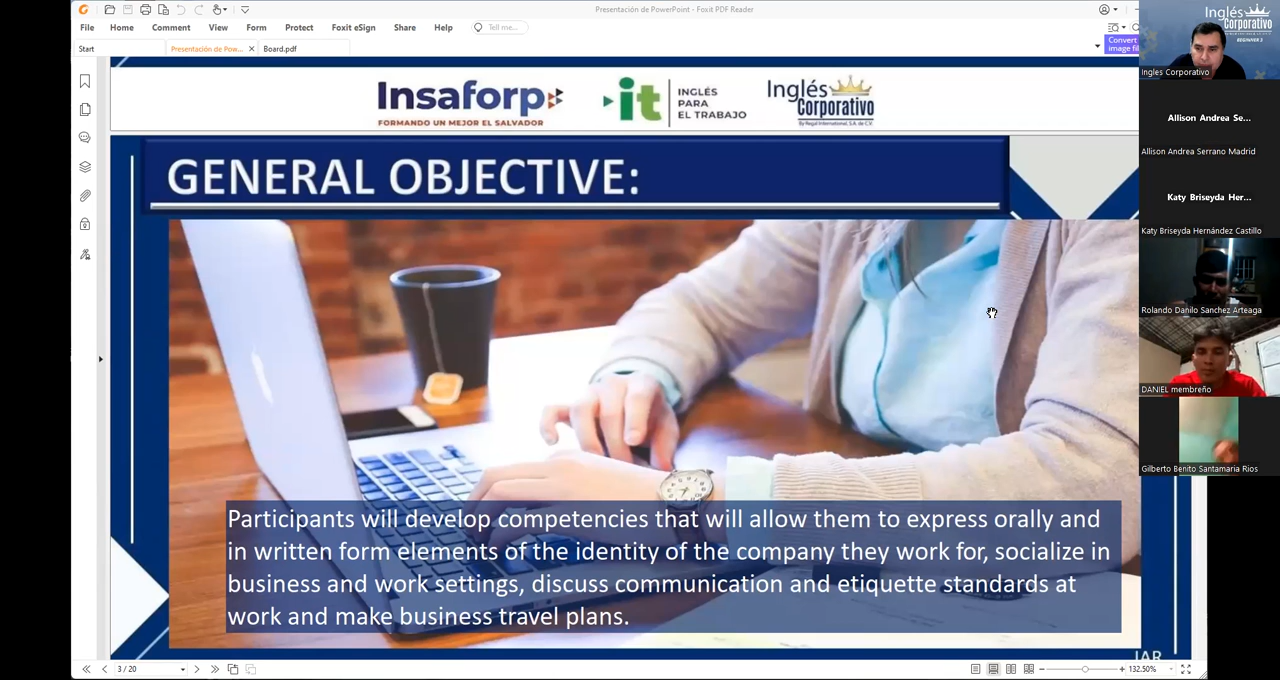 Presentación de PowerPoint - Foxit PDF Reader
File Home Comment View Form Protect Foxit eSign Share Help Tell me...
Start Presentación de Pow... Board.pdf
Convert
image fil
Insaforp
FORMANDO UN MEJOR EL SALVADOR
it
INGLÉS
PARA
EL TRABAJO
Inglés
Corporativo
By Regal International, S.A. de C.V.
GENERAL OBJECTIVE:
Participants will develop competencies that will allow them to express orally and
in written form elements of the identity of the company they work for, socialize in
business and work settings, discuss communication and etiquette standards at
work and make business travel plans.
JAR
3 / 20
132.50%
Inglés
Corporativo
BEGINNER 3
Ingles Corporativo
Allison Andrea Se...
Allison Andrea Serrano Madrid
Katy Briseyda Her...
Katy Briseyda Hernández Castillo
Rolando Danilo Sanchez Arteaga
DANIEL membreño
Gilberto Benito Santamaria Rios